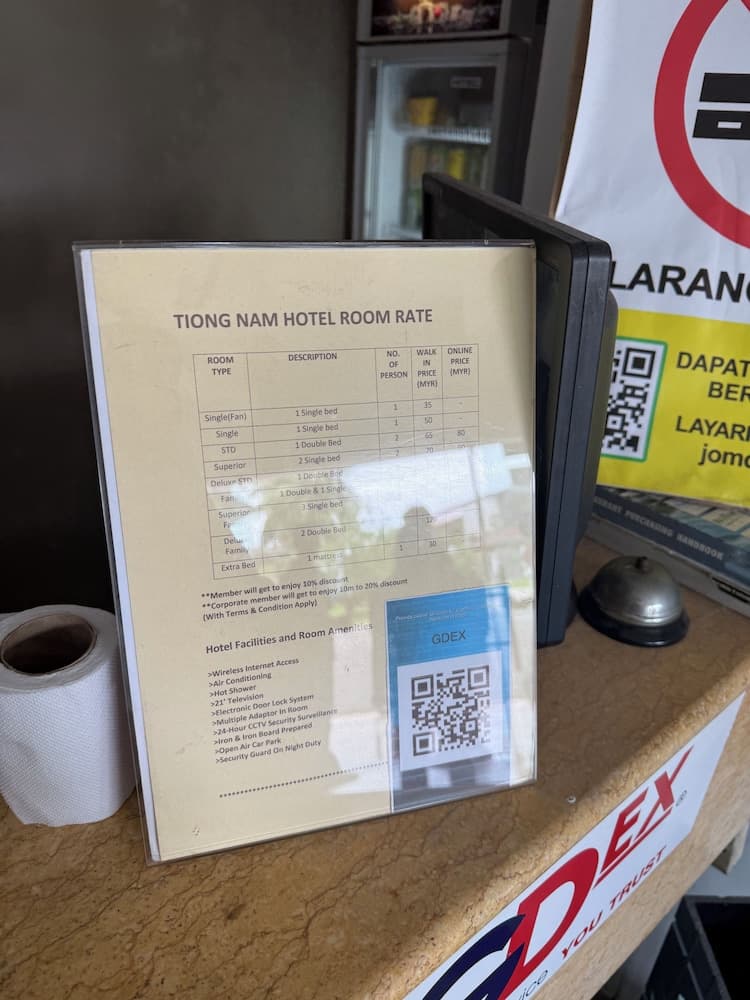 TIONG NAM HOTEL ROOM RATE
ROOM TYPE DESCRIPTION NO. OF PERSON WALK IN PRICE (MYR) ONLINE PRICE (MYR)
Single(Fan) 1 Single bed 1 35 -
Single 1 Single bed 1 50 -
STD 1 Double Bed 2 65 80
Superior 2 Single bed 2 70
Deluxe STD 1 Double Bed
1 Double & 1 Single
Superior 3 Single bed
Family 2 Double Bed
Extra Bed 1 mattress 1 30
**Member will get to enjoy 10% discount
**Corporate member will get to enjoy 10m to 20% discount
(With Terms & Condition Apply)
Hotel Facilities and Room Amenities
>Wireless Internet Access
>Air Conditioning
>Hot Shower
>21' Television
>Electronic Door Lock System
>Multiple Adaptor In Room
>24-Hour CCTV Security Surveillance
>Iron & Iron Board Prepared
>Open Air Car Park
>Security Guard On Night Duty
GDEX
LARANG
DAPAT
BER
LAYARI
jomo
PURCHASING HANDBOOK
GDEX®
YOU TRUST